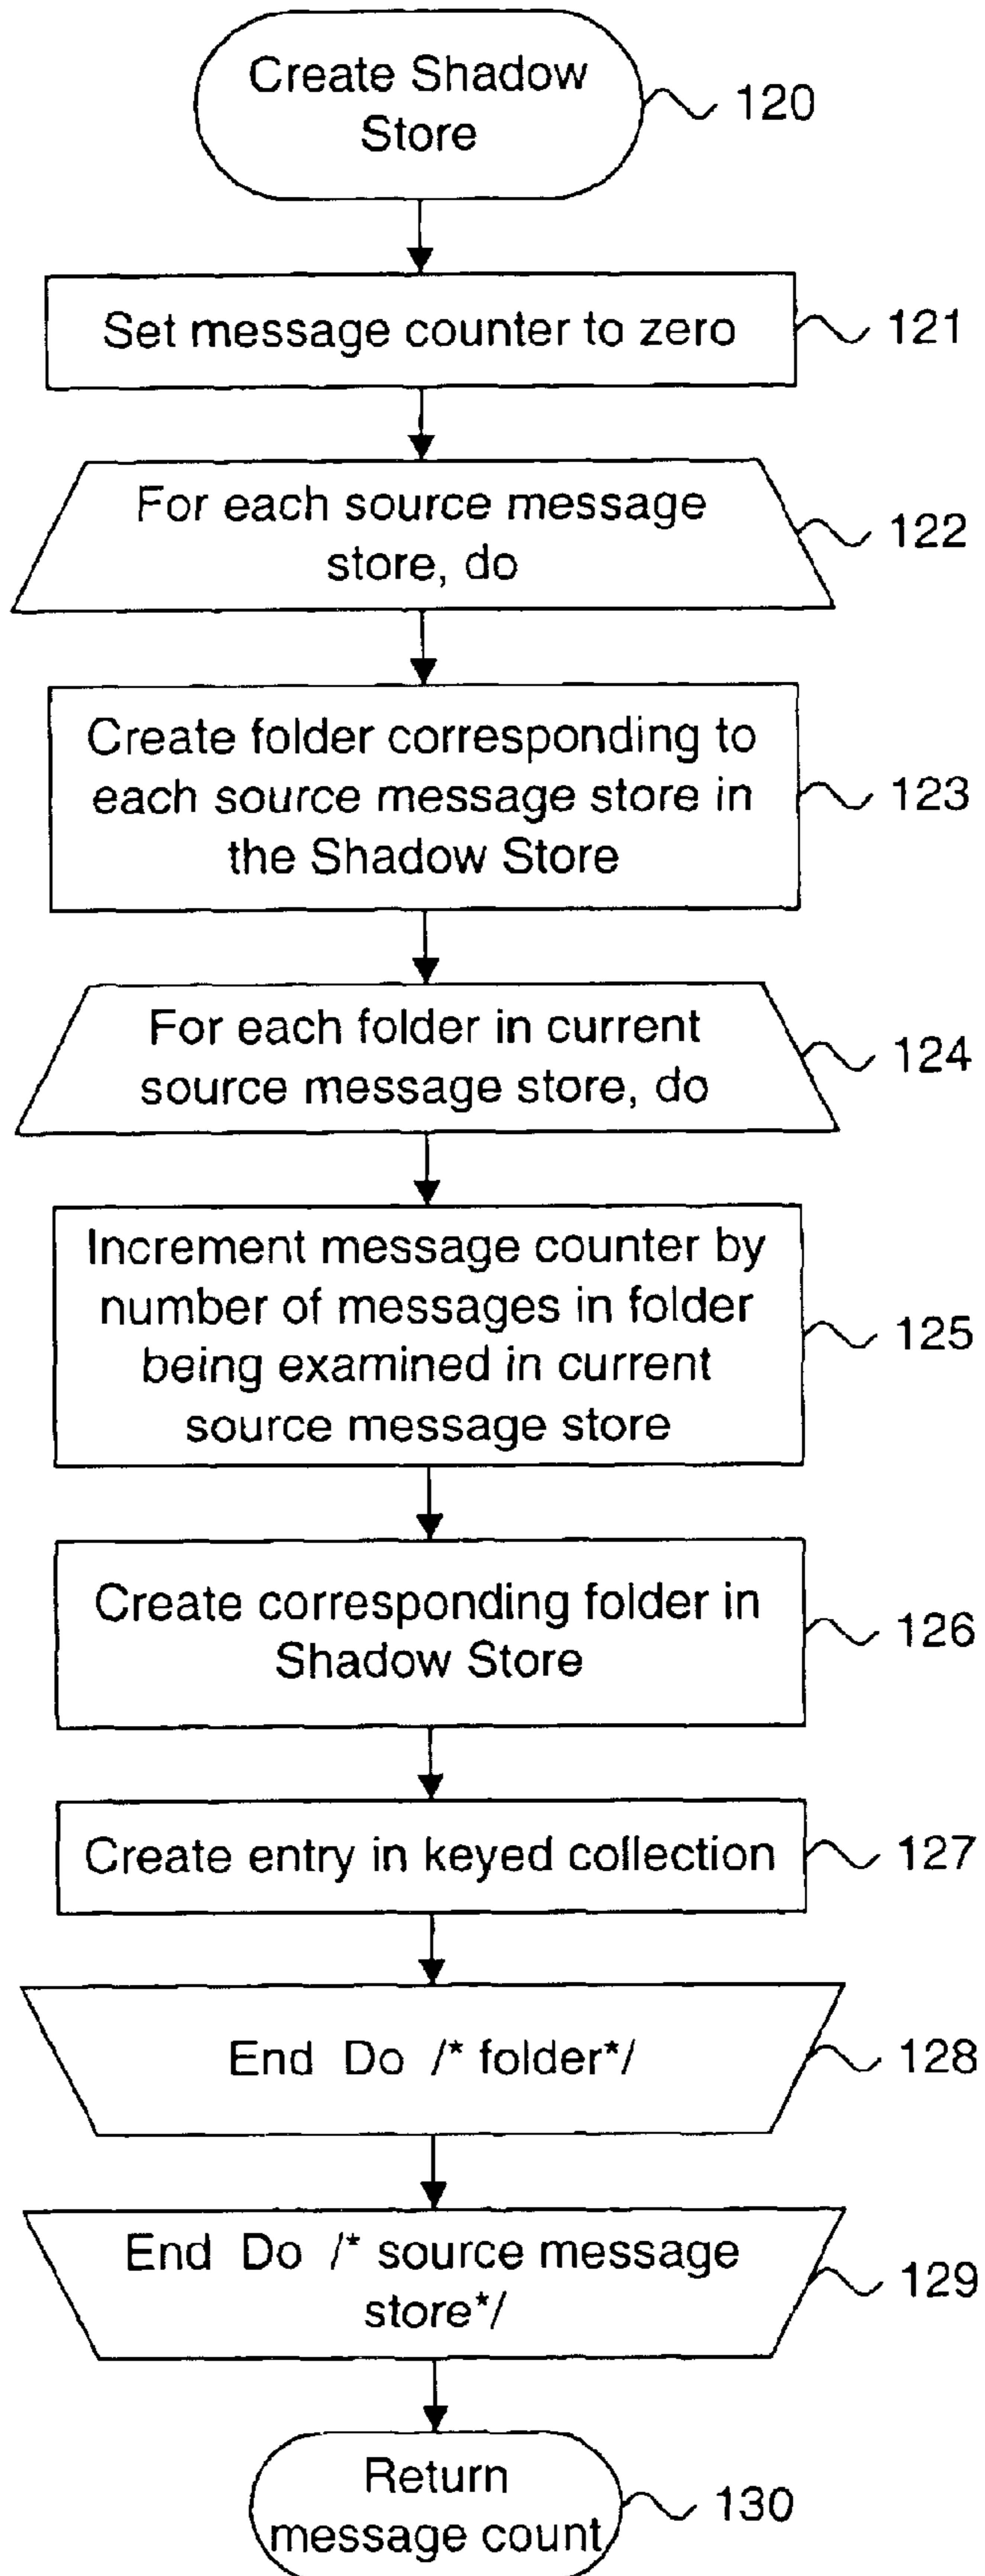 Create Shadow
Store
120
Set message counter to zero
121
For each source message
store, do
122
Create folder corresponding to
each source message store in
the Shadow Store
123
For each folder in current
source message store, do
124
Increment message counter by
number of messages in folder
being examined in current
source message store
125
Create corresponding folder in
Shadow Store
126
Create entry in keyed collection
127
End Do /* folder*/
128
End Do /* source message
store*/
129
Return
message count
130